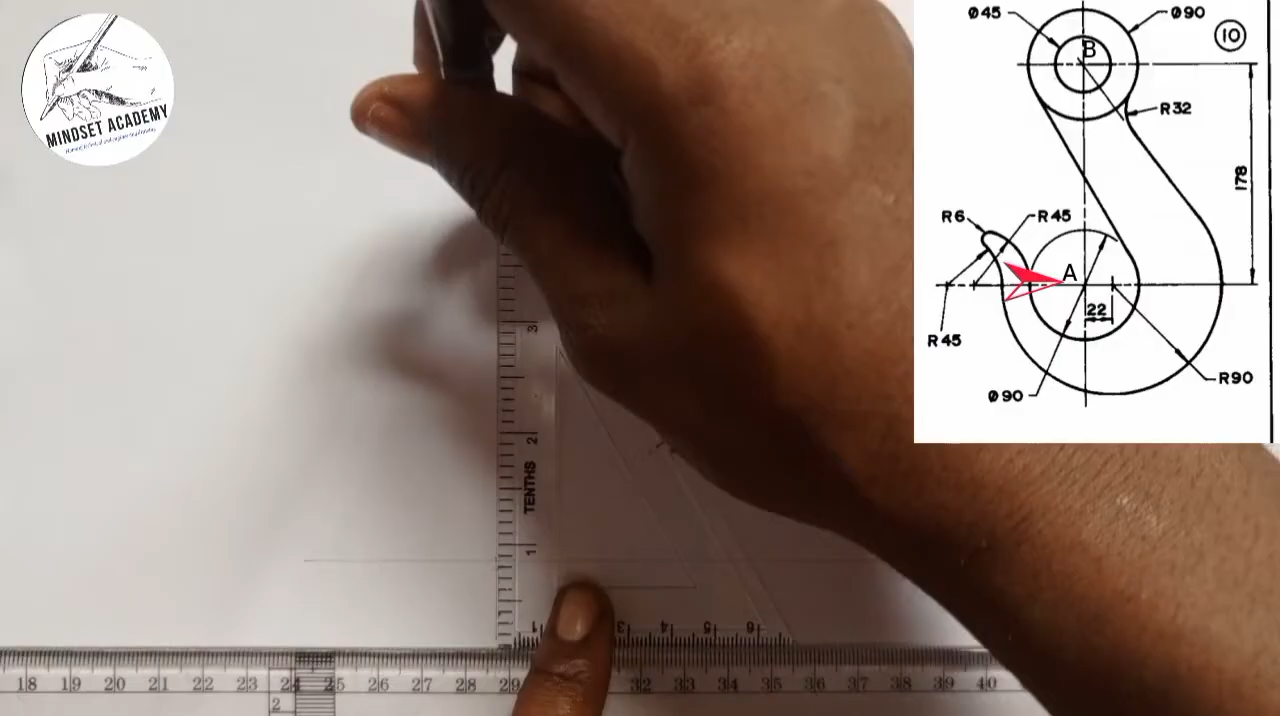 MINDSET ACADEMY
Ø45
Ø90
10
B
R32
178
R6
R45
A
22
R45
R90
Ø90
3
2
TENTHS
1
1 3 4 5 6
18 19 20 21 22 23 24 25 26 27 28 29 32 33 34 35 36 37 38 39 40
2